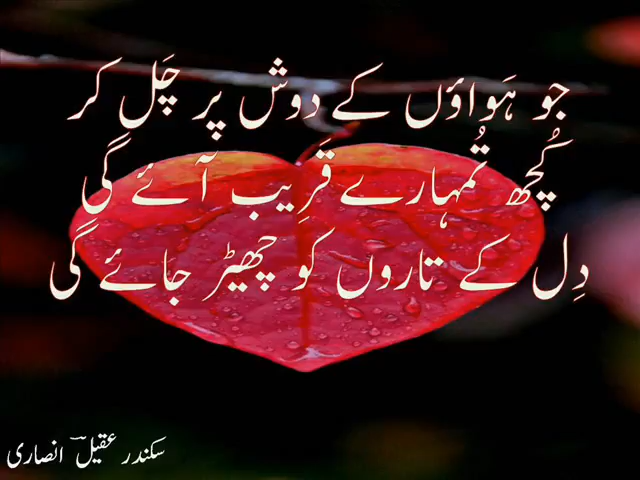 جو ہَواؤں کے دوش پر چَل کر
کُچھ تُمہارے قَرِیب آئے گی
دِل کے تاروں کو چھیڑ جائے گی
سکندر عقیلؔ انصاری